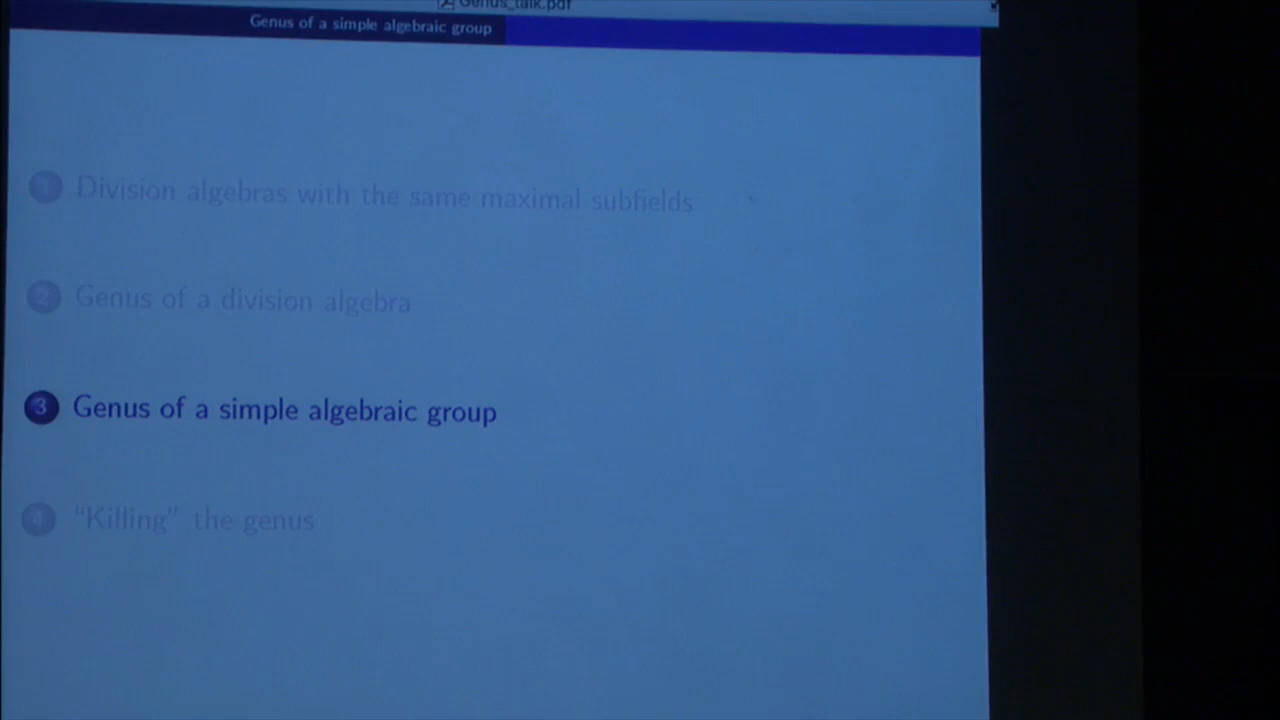 Genus_talk.pdf
Genus of a simple algebraic group
1 Division algebras with the same maximal subfields
2 Genus of a division algebra
3 Genus of a simple algebraic group
4 “Killing” the genus